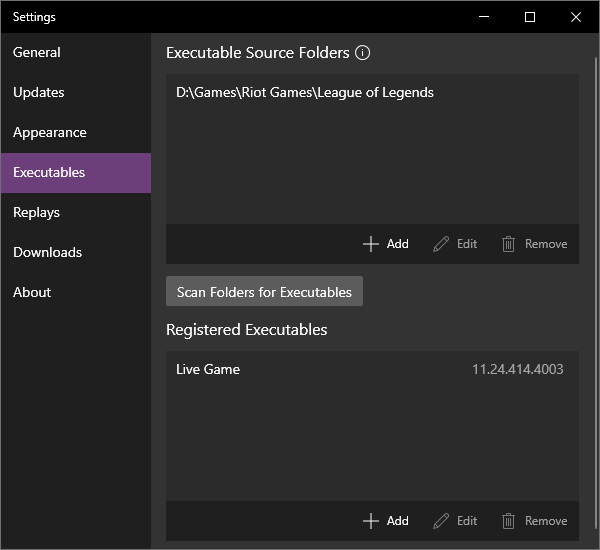 Settings
General
Updates
Appearance
Executables
Replays
Downloads
About
Executable Source Folders
D:\Games\Riot Games\League of Legends
Add Edit Remove
Scan Folders for Executables
Registered Executables
Live Game 11.24.414.4003
Add Edit Remove